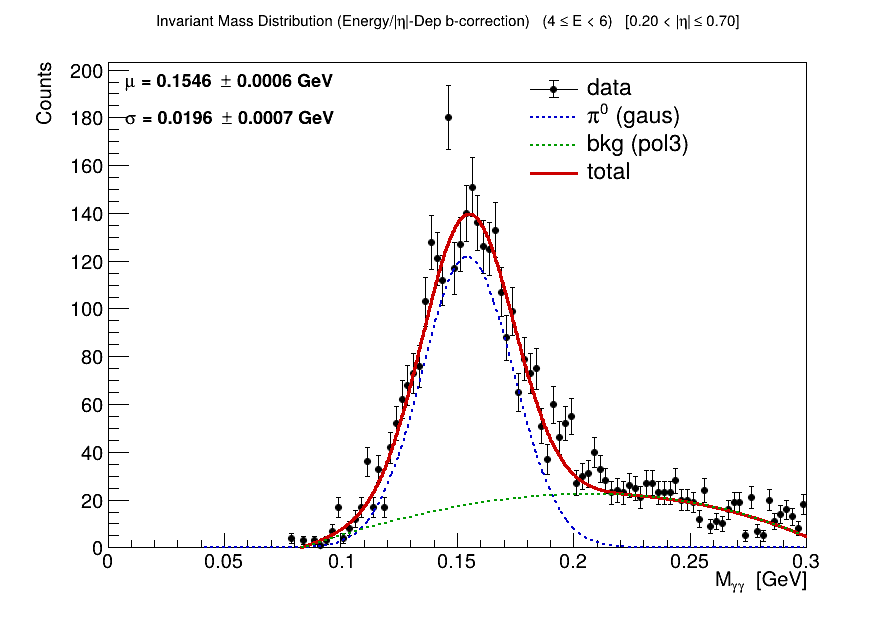 Invariant Mass Distribution (Energy/|η|-Dep b-correction) (4 ≤ E < 6) [0.20 < |η| ≤ 0.70]
Counts
μ = 0.1546 ± 0.0006 GeV
σ = 0.0196 ± 0.0007 GeV
data
π⁰ (gaus)
bkg (pol3)
total
200
180
160
140
120
100
80
60
40
20
0
0 0.05 0.1 0.15 0.2 0.25 0.3
Mγγ [GeV]